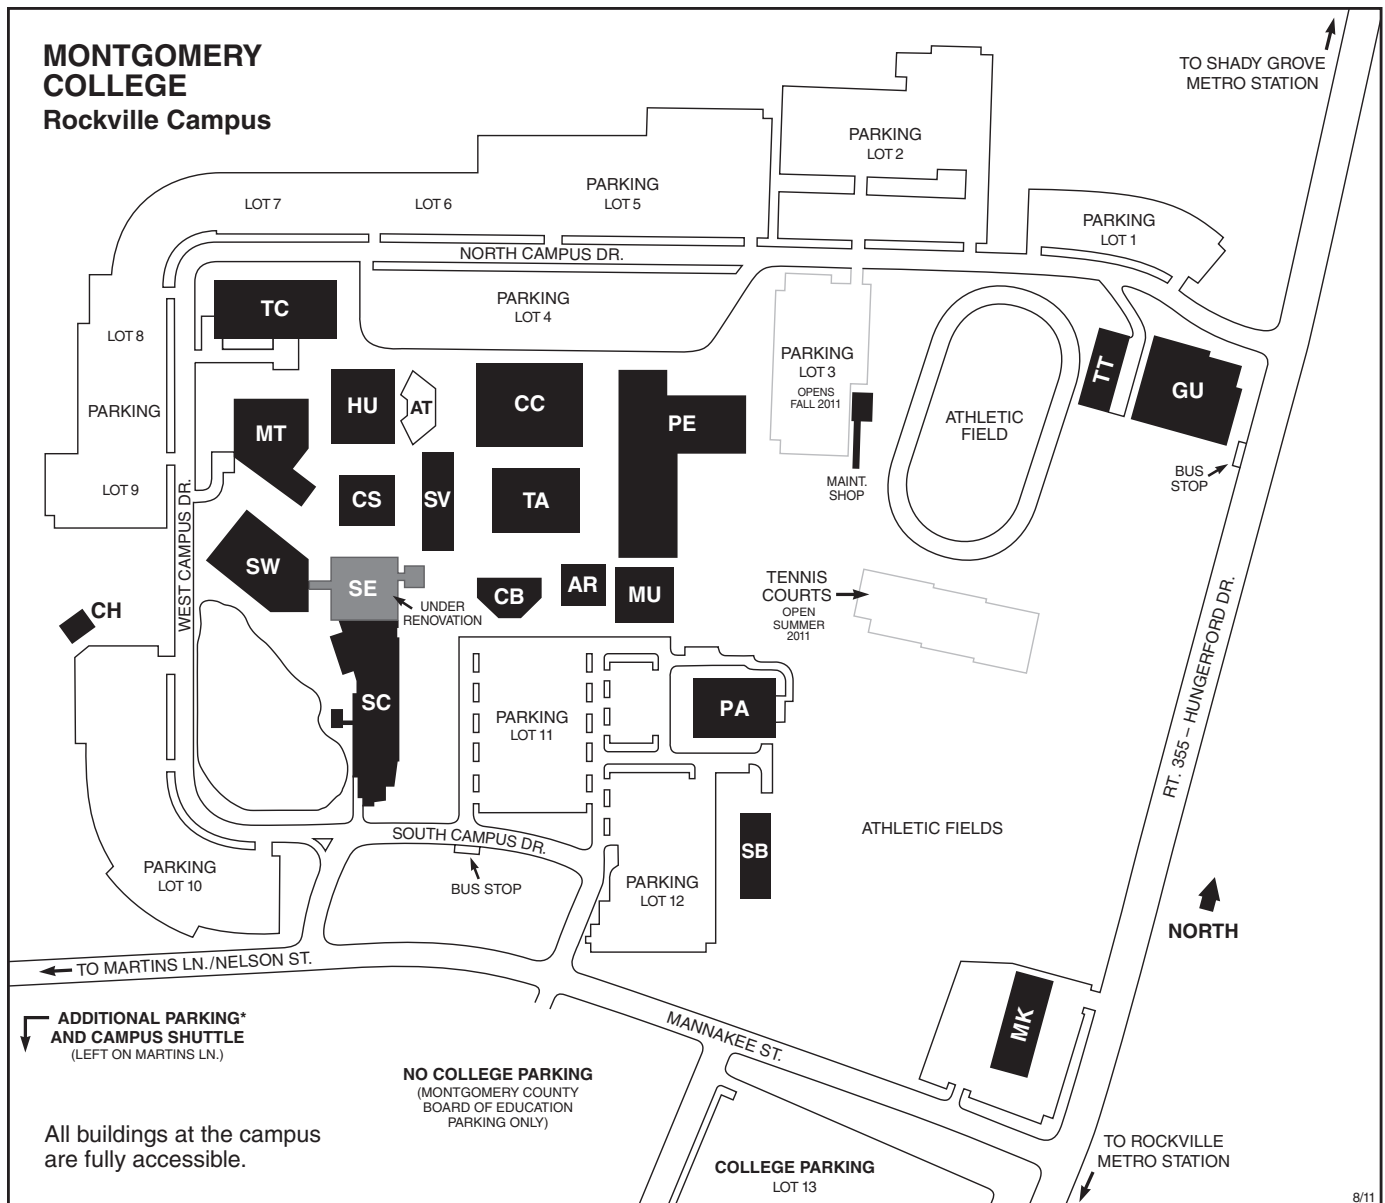 MONTGOMERY
COLLEGE
Rockville Campus
TO SHADY GROVE
METRO STATION
PARKING
LOT 2
PARKING
LOT 5
LOT 7
LOT 6
PARKING
LOT 1
NORTH CAMPUS DR.
PARKING
LOT 4
TC
LOT 8
PARKING
LOT 9
PARKING
LOT 3
OPENS
FALL 2011
TT
GU
ATHLETIC
FIELD
HU
AT
CC
PE
MT
BUS
STOP
MAINT.
SHOP
CS
SV
TA
WEST CAMPUS DR.
SW
SE
UNDER
RENOVATION
CB
AR
MU
TENNIS
COURTS
OPEN
SUMMER
2011
CH
RT. 355 – HUNGERFORD DR.
SC
PARKING
LOT 11
PA
SOUTH CAMPUS DR.
SB
ATHLETIC FIELDS
PARKING
LOT 10
BUS STOP
PARKING
LOT 12
NORTH
TO MARTINS LN./NELSON ST.
ADDITIONAL PARKING*
AND CAMPUS SHUTTLE
(LEFT ON MARTINS LN.)
MANNAKEE ST.
MK
NO COLLEGE PARKING
(MONTGOMERY COUNTY
BOARD OF EDUCATION
PARKING ONLY)
All buildings at the campus
are fully accessible.
COLLEGE PARKING
LOT 13
TO ROCKVILLE
METRO STATION
8/11